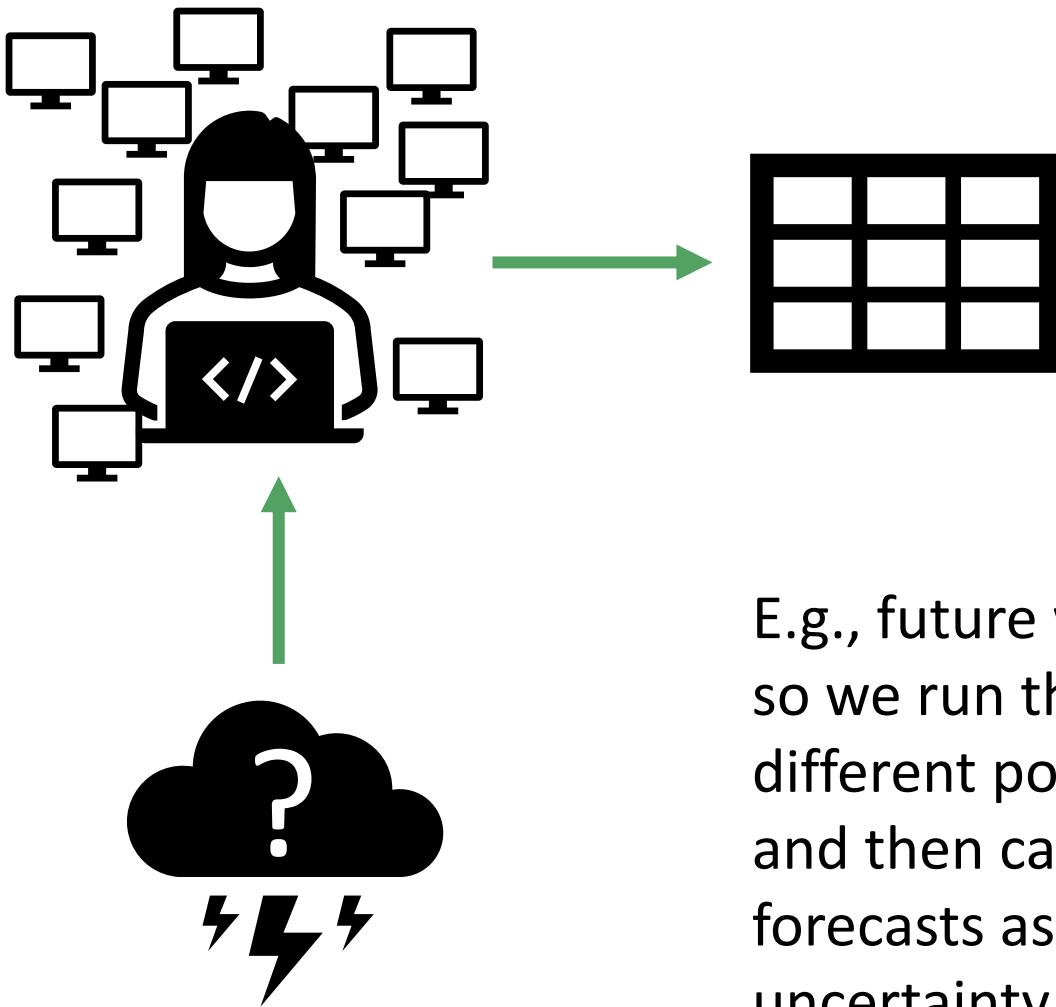 </>
?
E.g., future
so we run
different
and then
forecasts as
uncertainty